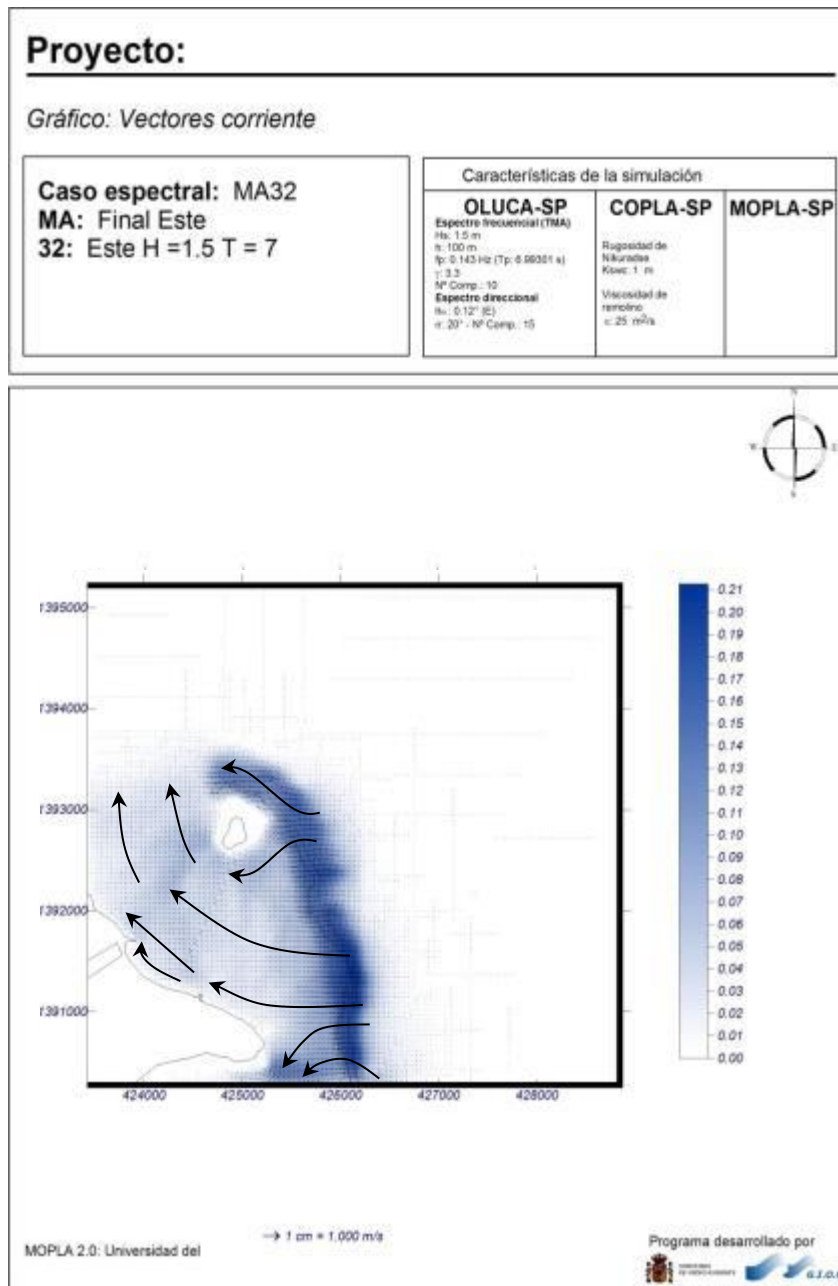 Proyecto:
Gráfico: Vectores corriente
Caso espectral: MA32
MA: Final Este
32: Este H =1.5 T = 7
Características de la simulación
OLUCA-SP
Espectro frecuencial (TMA)
Hs: 1.5 m
h: 100 m
fp: 0.143 Hz (Tp: 6.99301 s)
γ: 3.3
Nº Comp.: 10
Espectro direccional
0.12° (E)
σ: 20° - Nº Comp.: 15
COPLA-SP
Rugosidad de
Nikuradse
Kswc: 1 m
Viscosidad de
remolino
ε: 25 m²/s
MOPLA-SP
N
W
E
S
1395000
1394000
1393000
1392000
1391000
424000
425000
426000
427000
428000
0.21
0.20
0.19
0.18
0.17
0.16
0.14
0.13
0.12
0.11
0.10
0.09
0.08
0.07
0.06
0.05
0.04
0.03
0.02
0.01
0.00
MOPLA 2.0: Universidad del
→ 1 cm = 1.000 m/s
Programa desarrollado por